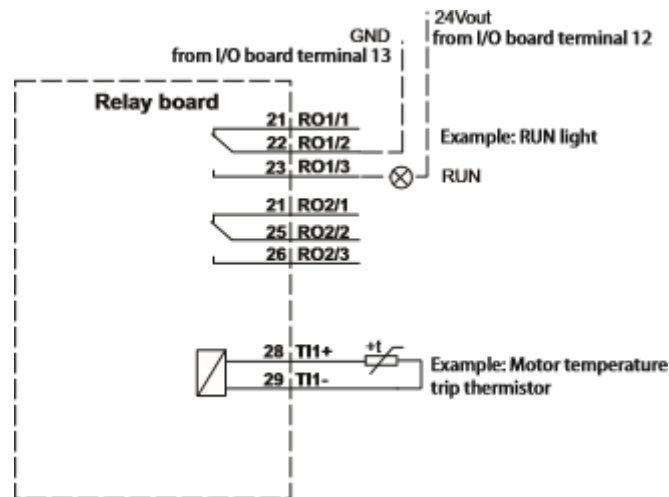 24Vout
GND
from I/O board terminal 12
from I/O board terminal 13
Relay board
21 RO1/1
22 RO1/2
Example: RUN light
23 RO1/3
RUN
21 RO2/1
25 RO2/2
26 RO2/3
28 TI1+
+t
Example: Motor temperature
29 TI1-
trip thermistor